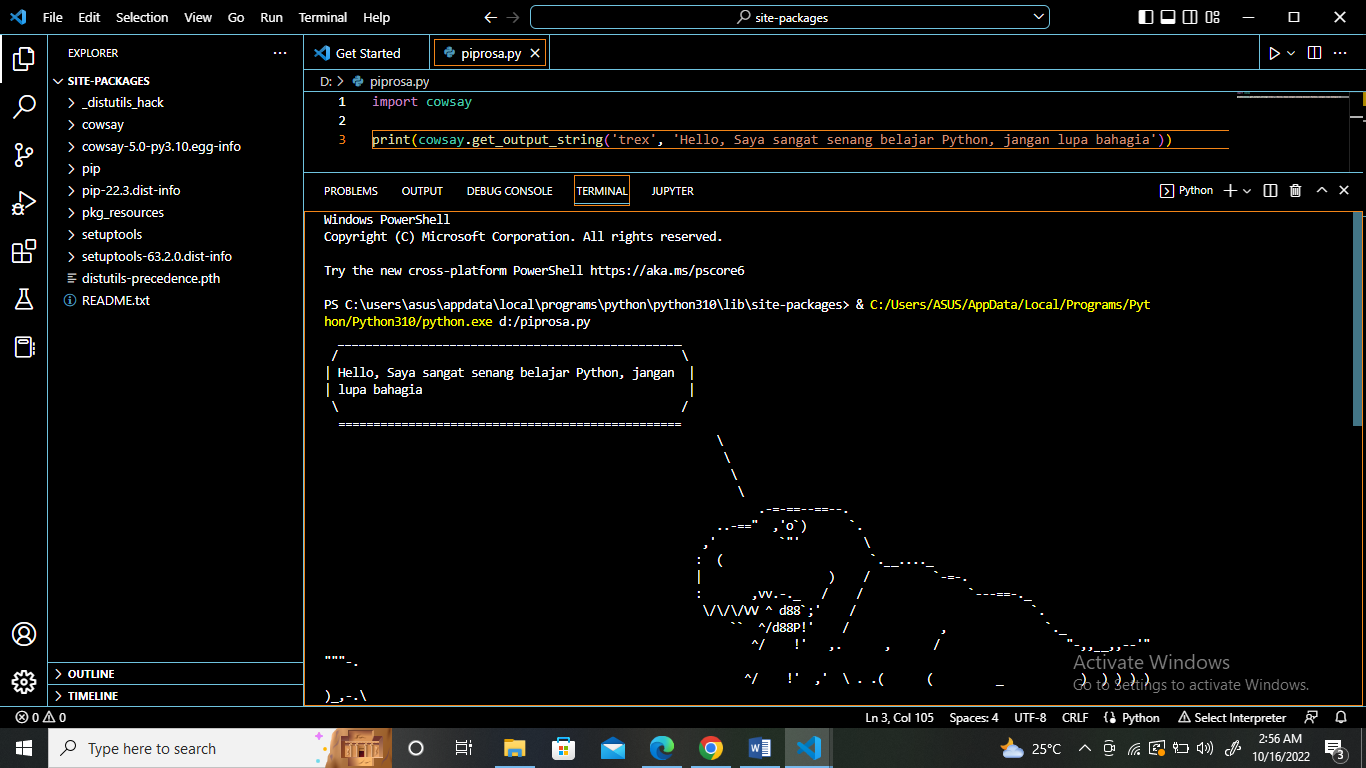 File Edit Selection View Go Run Terminal Help
site-packages
EXPLORER
SITE-PACKAGES
_distutils_hack
cowsay
cowsay-5.0-py3.10.egg-info
pip
pip-22.3.dist-info
pkg_resources
setuptools
setuptools-63.2.0.dist-info
distutils-precedence.pth
README.txt
OUTLINE
TIMELINE
Get Started piprosa.py
D: > piprosa.py
1 import cowsay
2
3 print(cowsay.get_output_string('trex', 'Hello, Saya sangat senang belajar Python, jangan lupa bahagia'))
PROBLEMS OUTPUT DEBUG CONSOLE TERMINAL JUPYTER
Python
Windows PowerShell
Copyright (C) Microsoft Corporation. All rights reserved.
Try the new cross-platform PowerShell https://aka.ms/pscore6
PS C:\users\asus\appdata\local\programs\python\python310\lib\site-packages> & C:/Users/ASUS/AppData/Local/Programs/Pyt
hon/Python310/python.exe d:/piprosa.py
| Hello, Saya sangat senang belajar Python, jangan |
| lupa bahagia |
Activate Windows
Go to Settings to activate Windows.
0 0
Ln 3, Col 105 Spaces: 4 UTF-8 CRLF Python Select Interpreter
Type here to search
25°C
2:56 AM
10/16/2022
3